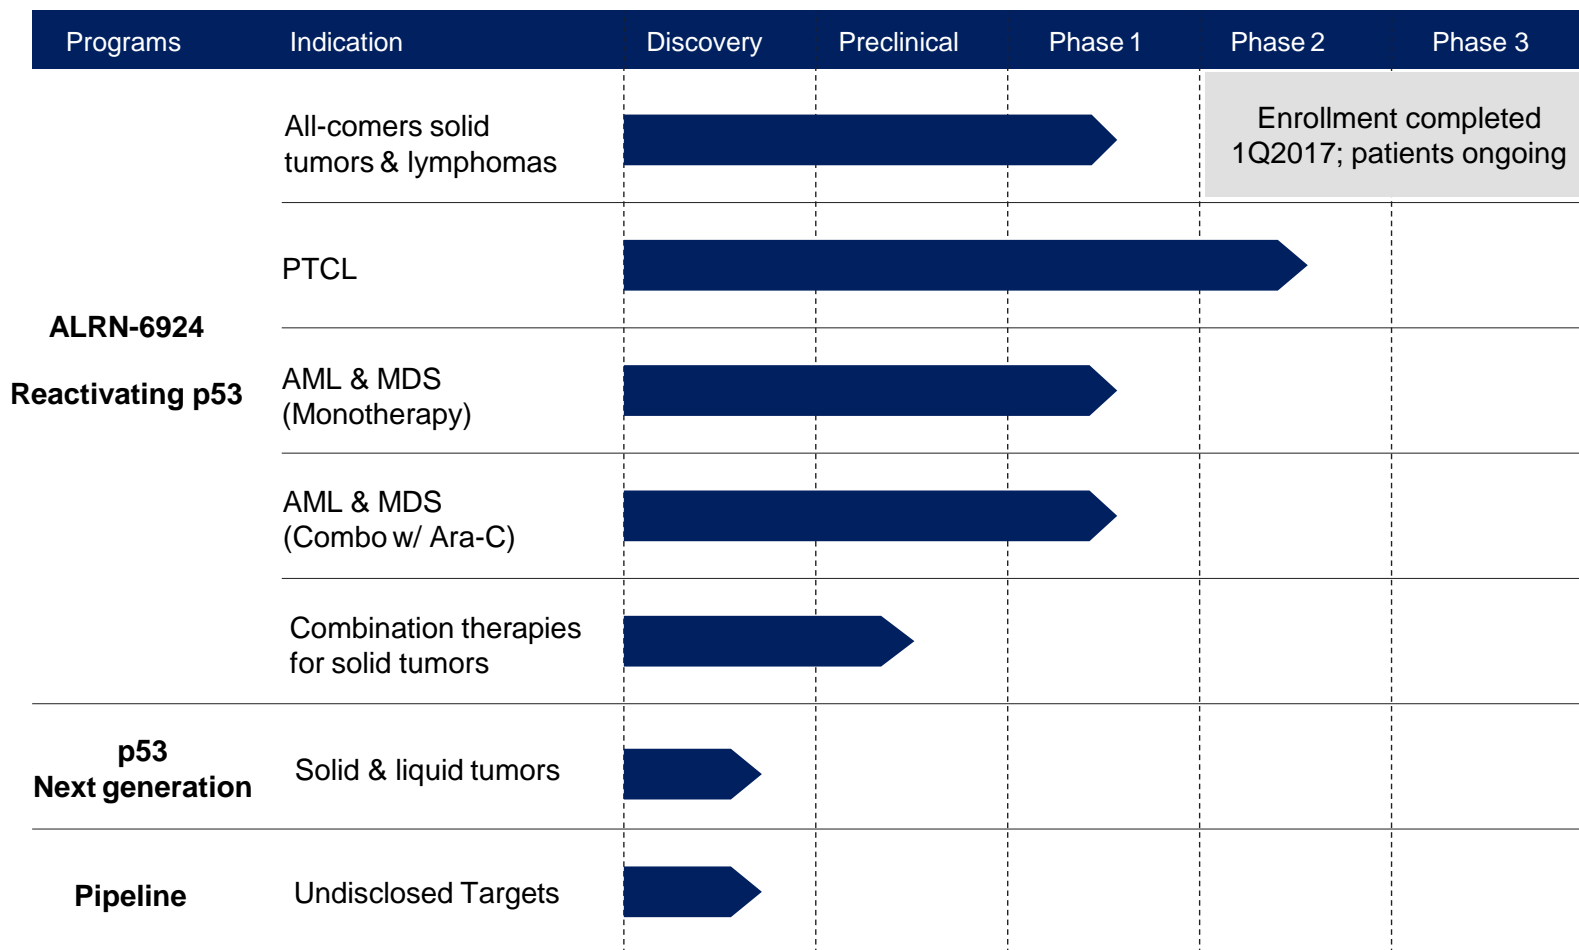 Programs Indication Discovery Preclinical Phase 1 Phase 2 Phase 3
All-comers solid
tumors & lymphomas
Enrollment completed
1Q2017; patients ongoing
PTCL
ALRN-6924
Reactivating p53
AML & MDS
(Monotherapy)
AML & MDS
(Combo w/ Ara-C)
Combination therapies
for solid tumors
p53
Next generation
Solid & liquid tumors
Pipeline
Undisclosed Targets